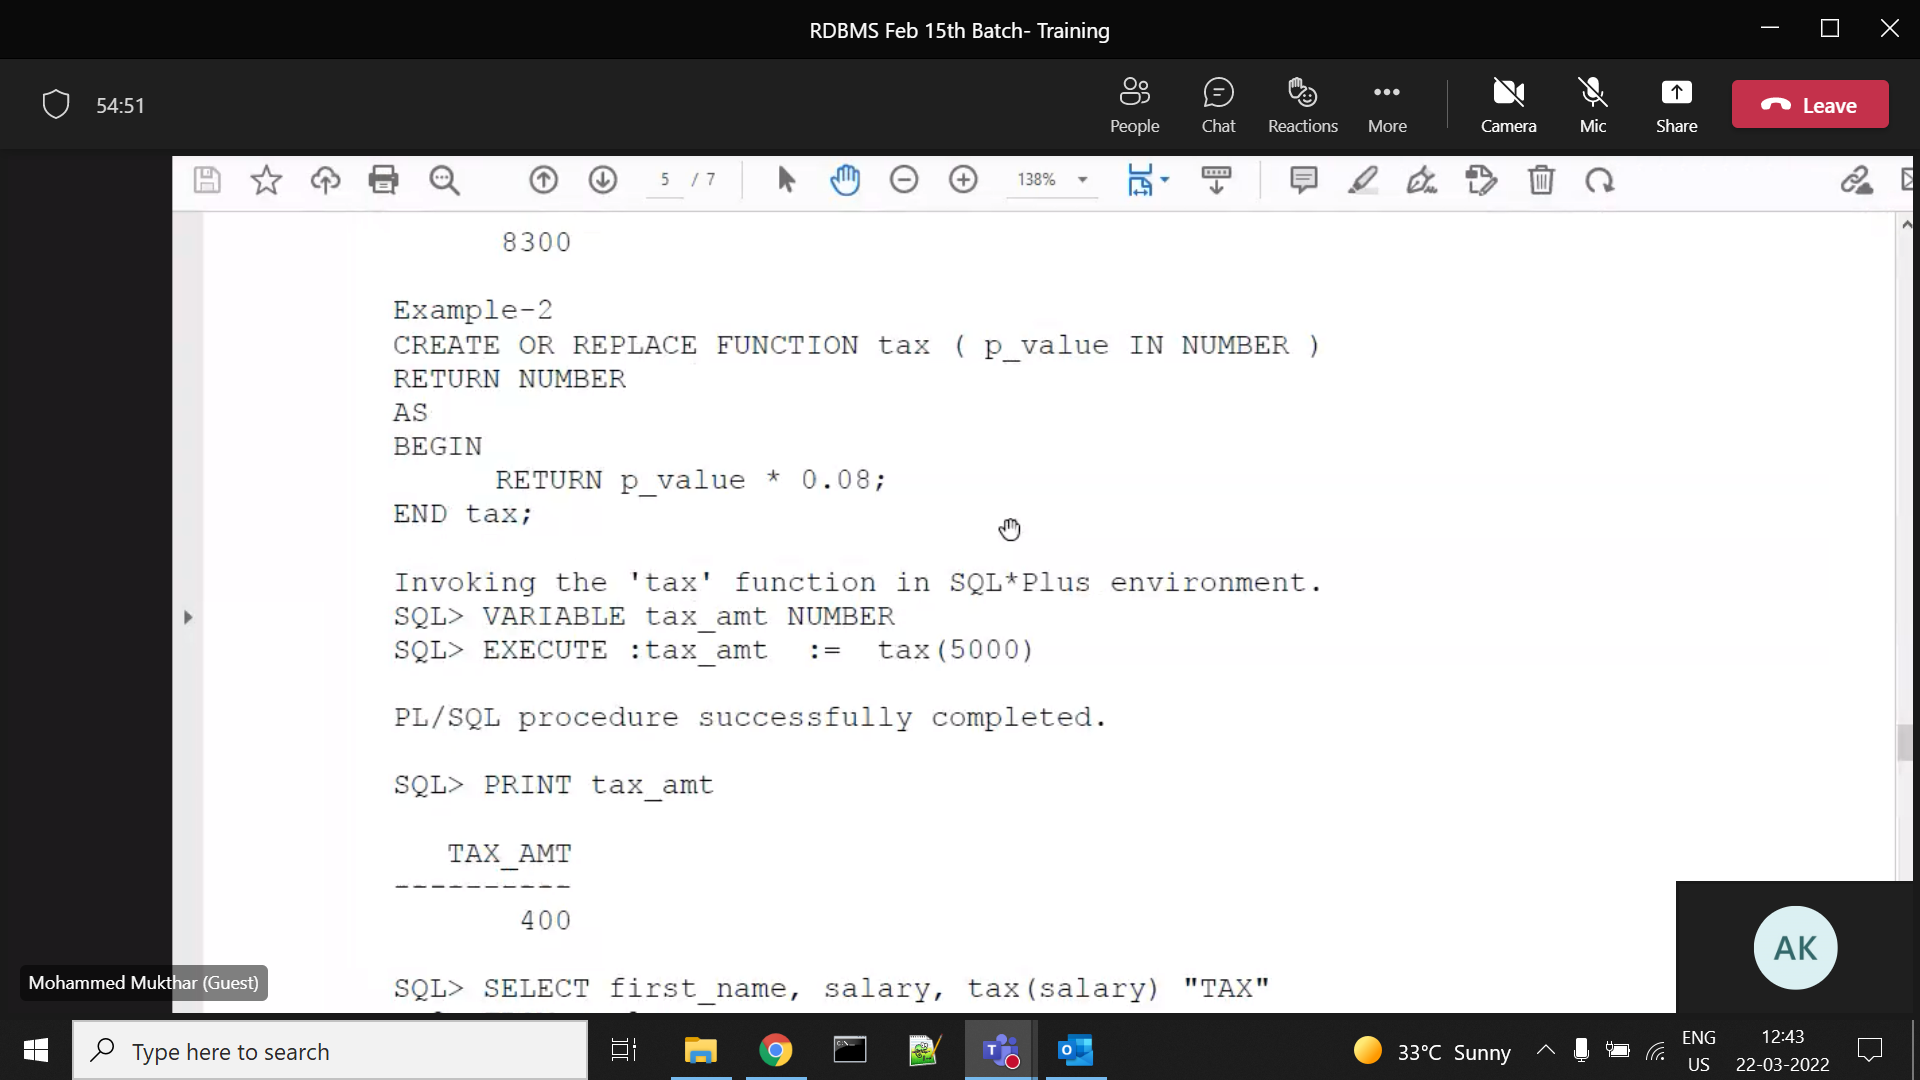 RDBMS Feb 15th Batch- Training
54:51
People
Chat
Reactions
More
Camera
Mic
Share
Leave
5 / 7
138%
8300
Example-2
CREATE OR REPLACE FUNCTION tax ( p_value IN NUMBER )
RETURN NUMBER
AS
BEGIN
RETURN p_value * 0.08;
END tax;
Invoking the 'tax' function in SQL*Plus environment.
SQL> VARIABLE tax_amt NUMBER
SQL> EXECUTE :tax_amt := tax(5000)
PL/SQL procedure successfully completed.
SQL> PRINT tax_amt
TAX_AMT
----------
400
SQL> SELECT first_name, salary, tax(salary) "TAX"
Mohammed Mukthar (Guest)
AK
Type here to search
33°C Sunny
ENG
US
12:43
22-03-2022